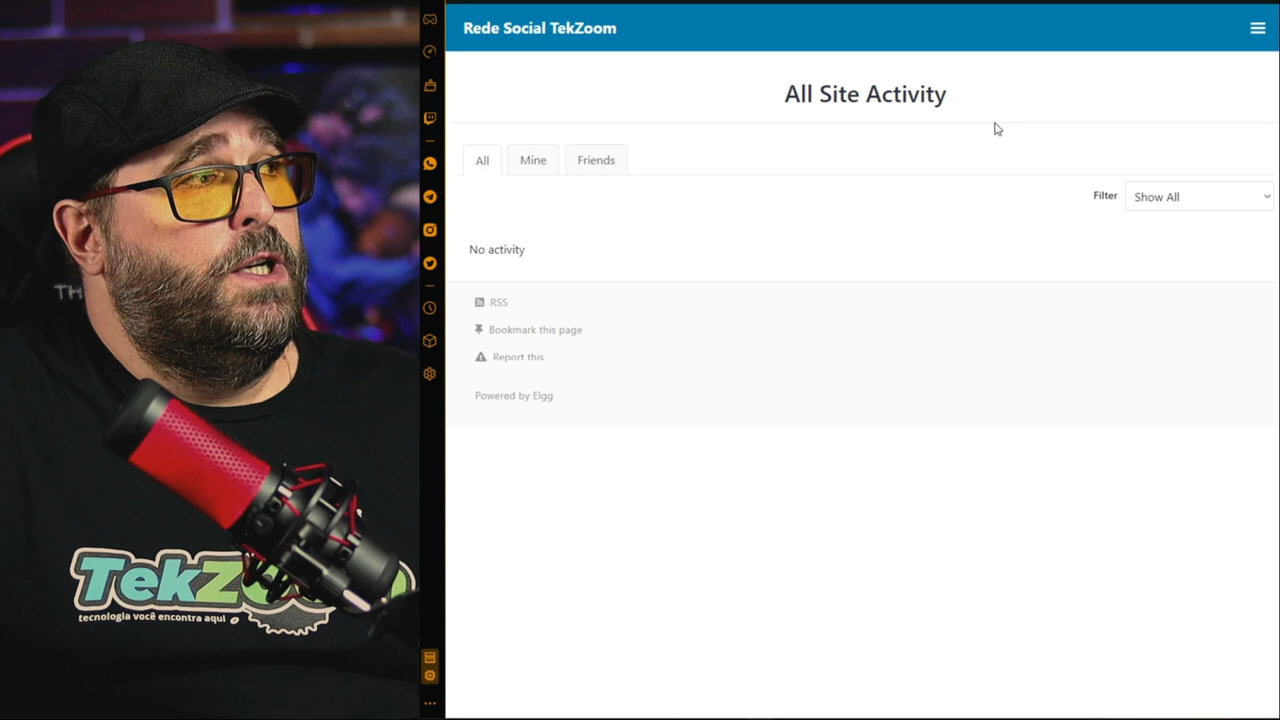 Rede Social TekZoom
All Site Activity
All
Mine
Friends
Filter
Show All
No activity
RSS
Bookmark this page
Report this
Powered by Elgg
TH
TekZoom
tecnologia você encontra aqui